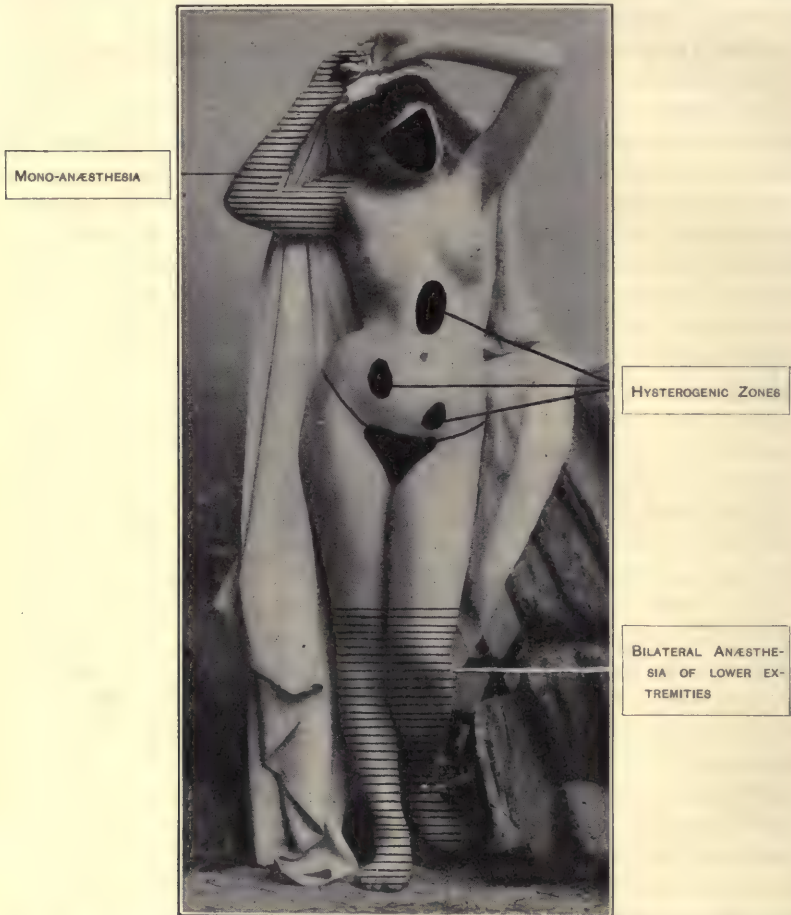 MONO-ANÆSTHESIA
HYSTEROGENIC ZONES
BILATERAL ANÆSTHE-
SIA OF LOWER EX-
TREMITIES